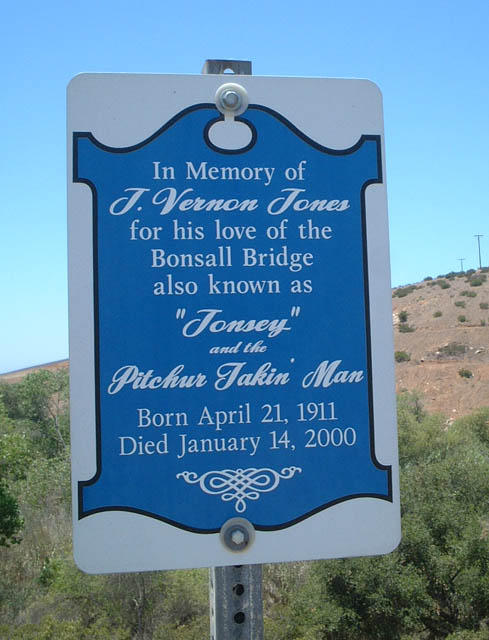 In Memory of
J. Vernon Jones
for his love of the
Bonsall Bridge
also known as
"Jonsey"
and the
Pitchur Takin' Man
Born April 21, 1911
Died January 14, 2000